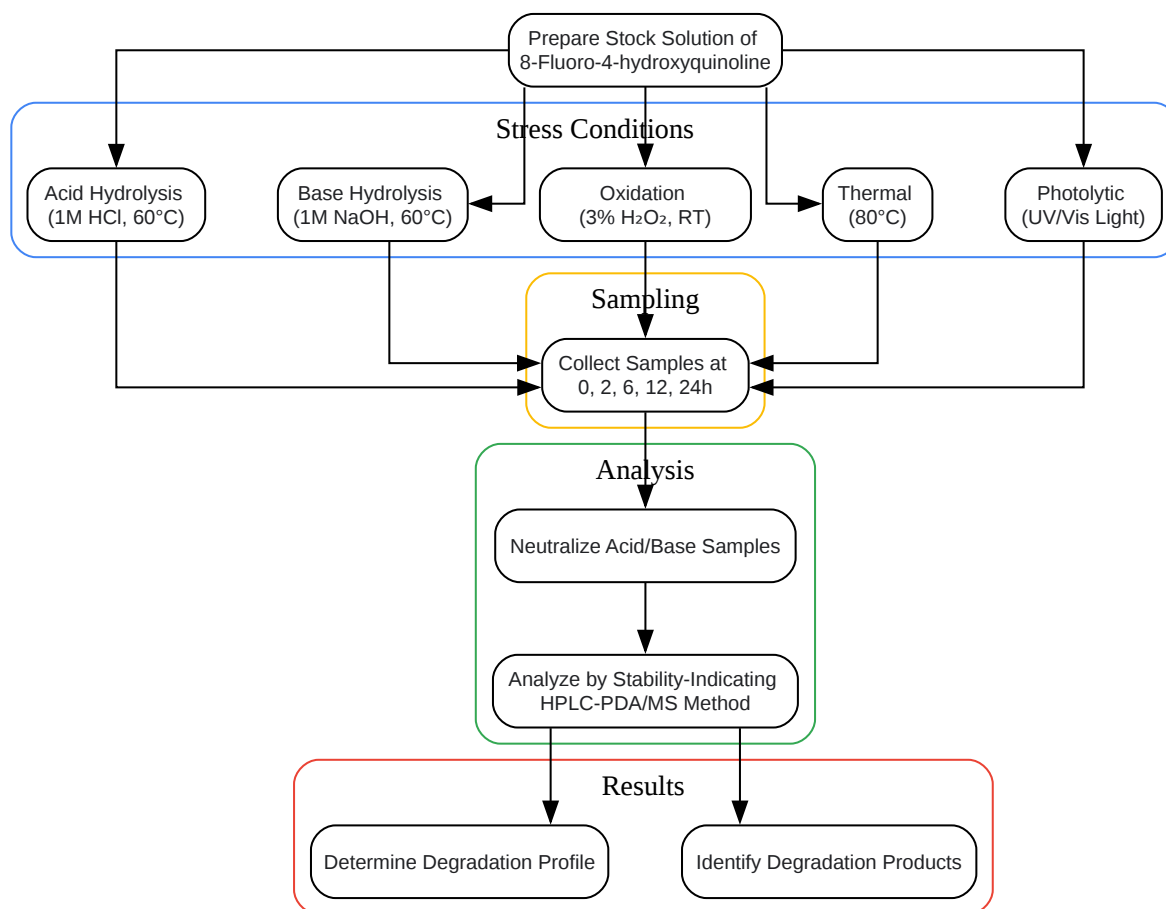 Prepare Stock Solution of
8-Fluoro-4-hydroxyquinoline
Stress Conditions
Acid Hydrolysis
(1M HCl, 60°C)
Base Hydrolysis
(1M NaOH, 60°C)
Oxidation
(3% H₂O₂, RT)
Thermal
(80°C)
Photolytic
(UV/Vis Light)
Sampling
Collect Samples at
0, 2, 6, 12, 24h
Analysis
Neutralize Acid/Base Samples
Analyze by Stability-Indicating
HPLC-PDA/MS Method
Results
Determine Degradation Profile
Identify Degradation Products